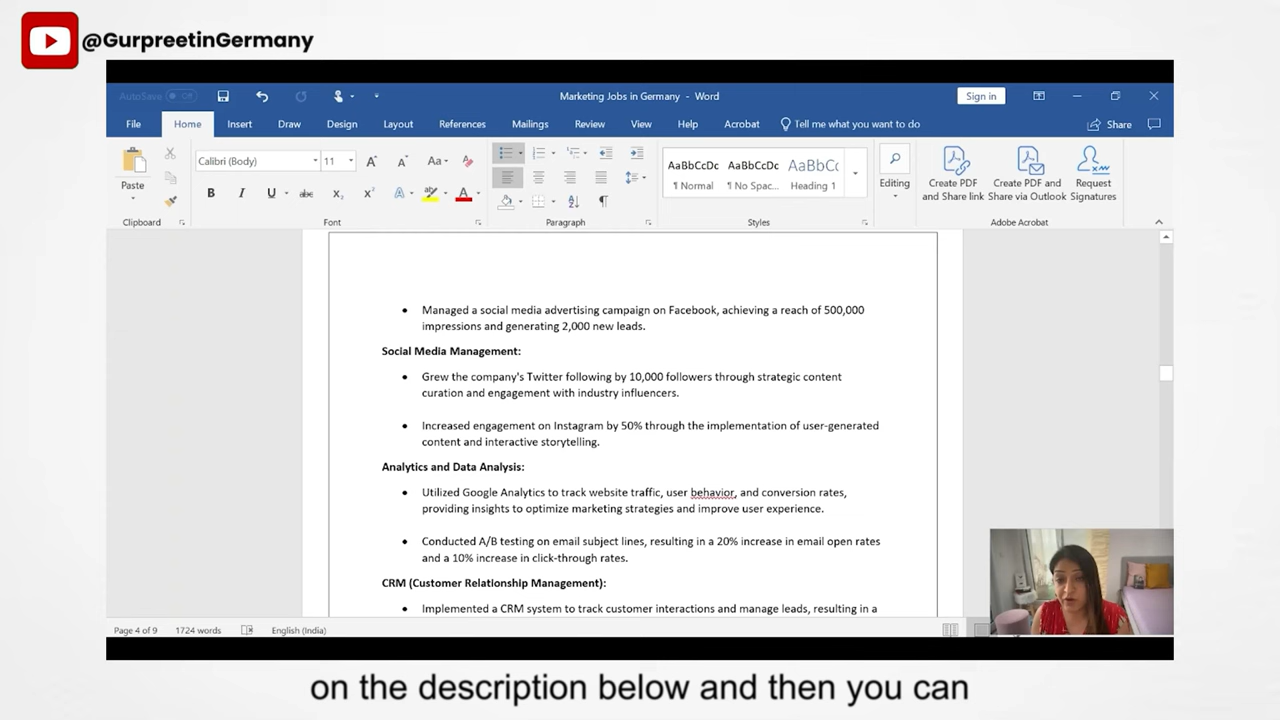 @GurpreetinGermany
AutoSave Off
Marketing Jobs in Germany - Word
Sign in
File Home Insert Draw Design Layout References Mailings Review View Help Acrobat Tell me what you want to do Share
Calibri (Body) 11 A A Aa
AaBbCcDc AaBbCcDc AaBbCc
Paste
¶ Normal ¶ No Spac... Heading 1
Editing
Create PDF and Share link
Create PDF and Share via Outlook
Request Signatures
B I U abc x₂ x² A A
Clipboard Font Paragraph Styles Adobe Acrobat
• Managed a social media advertising campaign on Facebook, achieving a reach of 500,000
impressions and generating 2,000 new leads.
Social Media Management:
• Grew the company's Twitter following by 10,000 followers through strategic content
curation and engagement with industry influencers.
• Increased engagement on Instagram by 50% through the implementation of user-generated
content and interactive storytelling.
Analytics and Data Analysis:
• Utilized Google Analytics to track website traffic, user behavior, and conversion rates,
providing insights to optimize marketing strategies and improve user experience.
• Conducted A/B testing on email subject lines, resulting in a 20% increase in email open rates
and a 10% increase in click-through rates.
CRM (Customer Relationship Management):
• Implemented a CRM system to track customer interactions and manage leads, resulting in a
Page 4 of 9 1724 words English (India)
on the description below and then you can